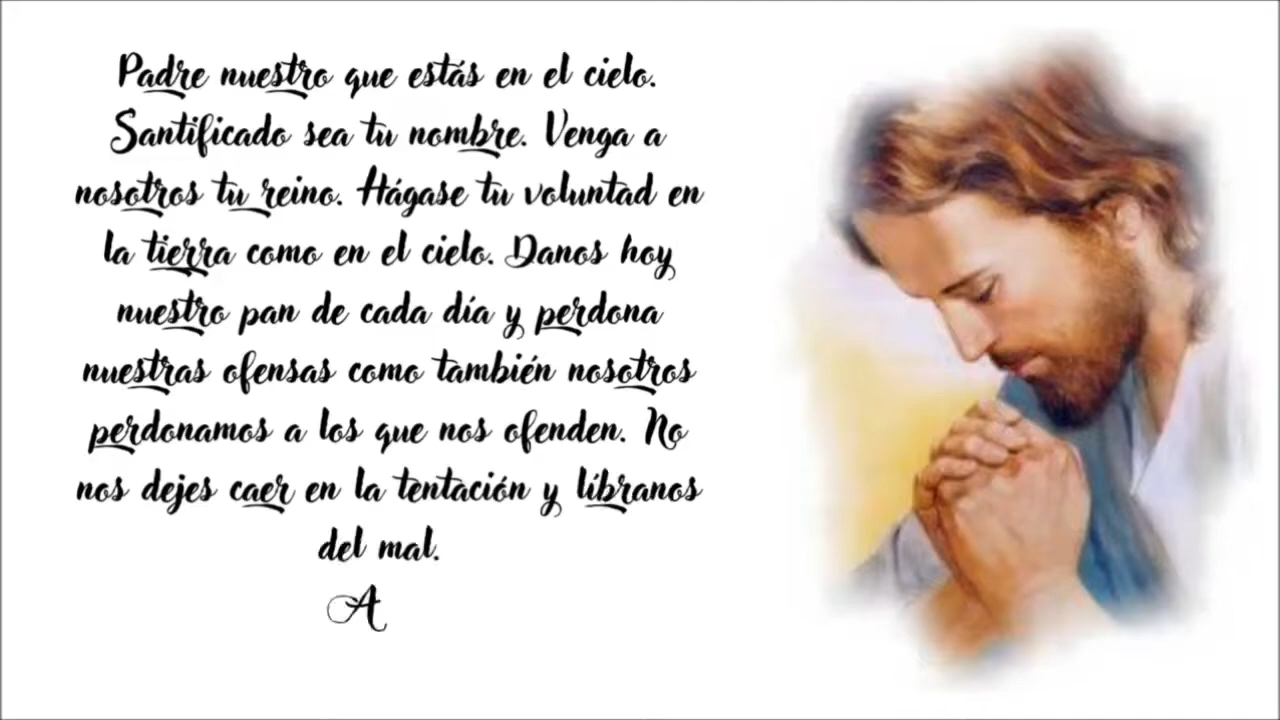 Padre nuestro que estás en el cielo.
Santificado sea tu nombre. Venga a
nosotros tu reino. Hágase tu voluntad en
la tierra como en el cielo. Danos hoy
nuestro pan de cada día y perdona
nuestras ofensas como también nosotros
perdonamos a los que nos ofenden. No
nos dejes caer en la tentación y líbranos
del mal.
A